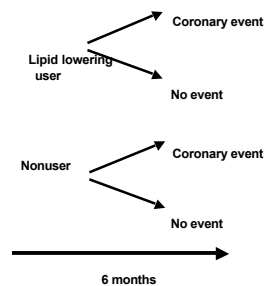 Coronary event
Lipid lowering
user
No event
Coronary event
Nonuser
No event
6 months